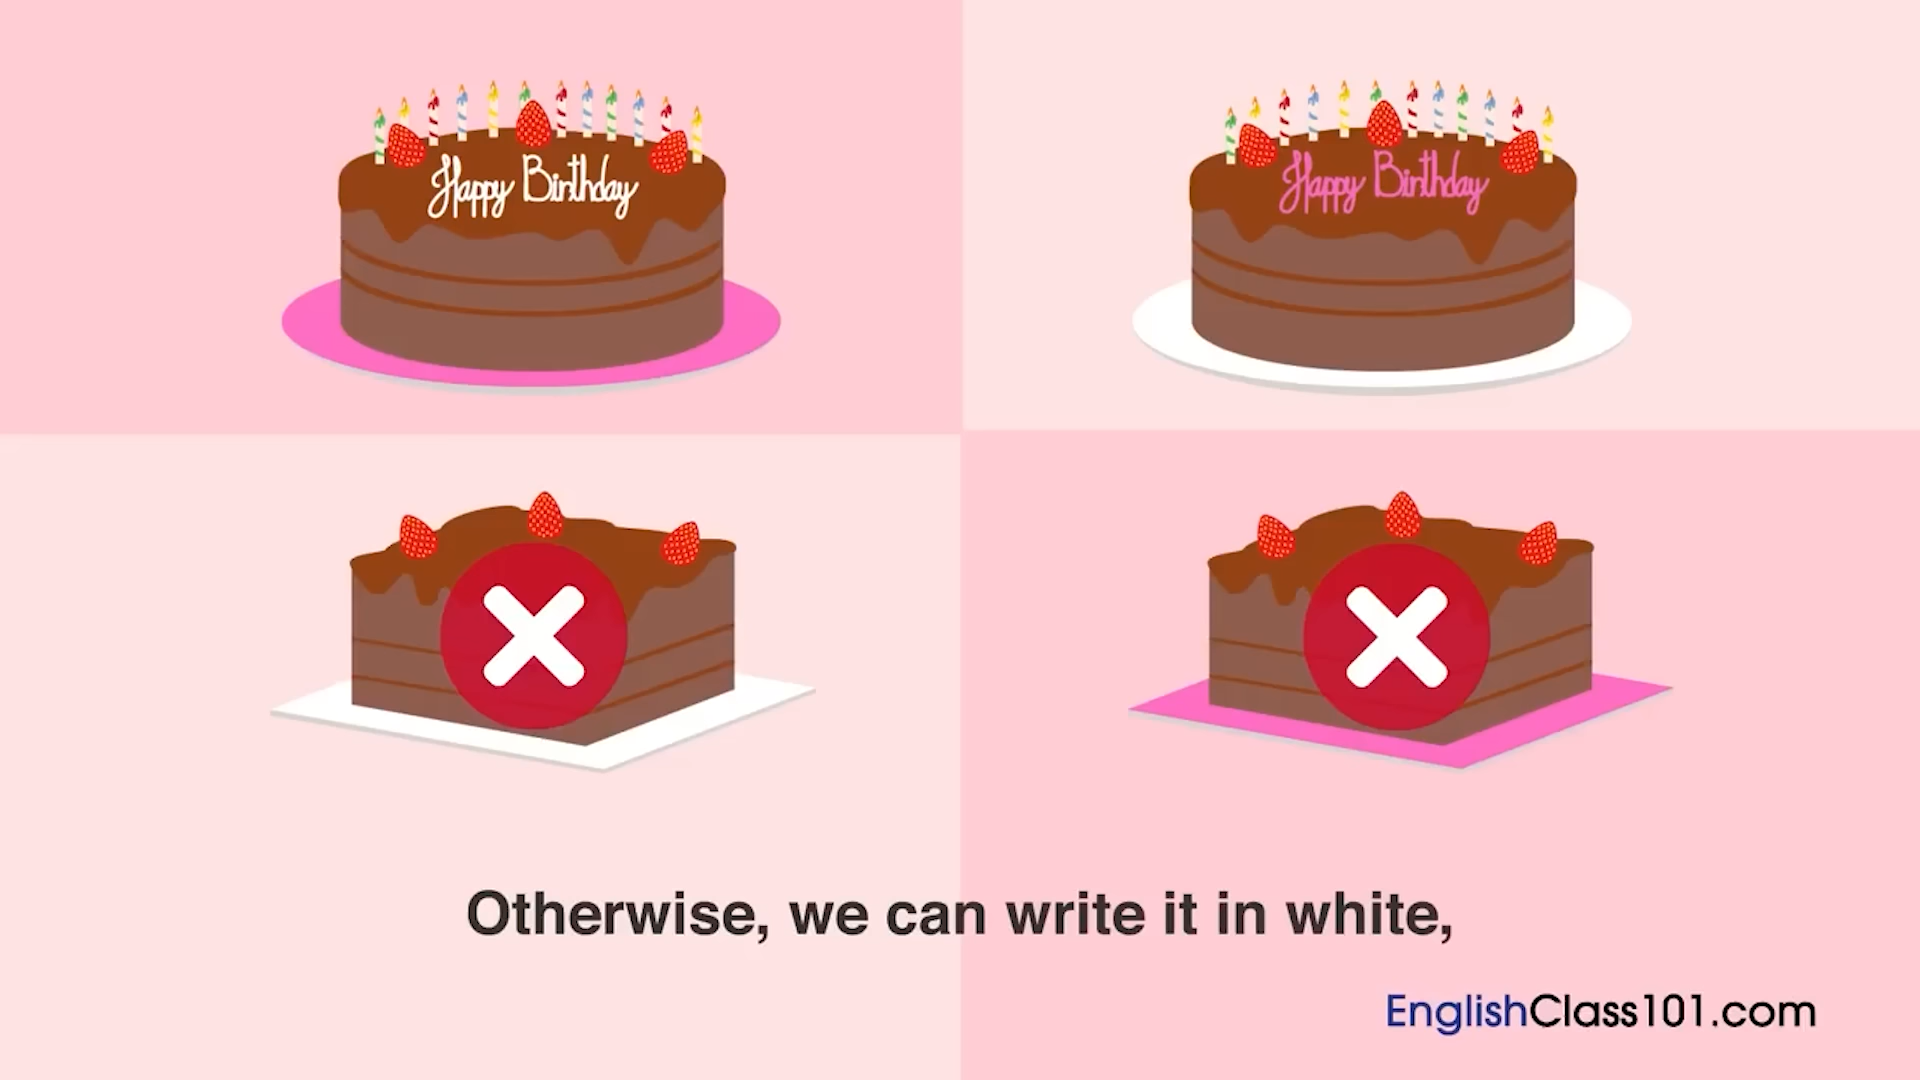 Happy Birthday
Happy Birthday
Otherwise, we can write it in white,
EnglishClass101.com